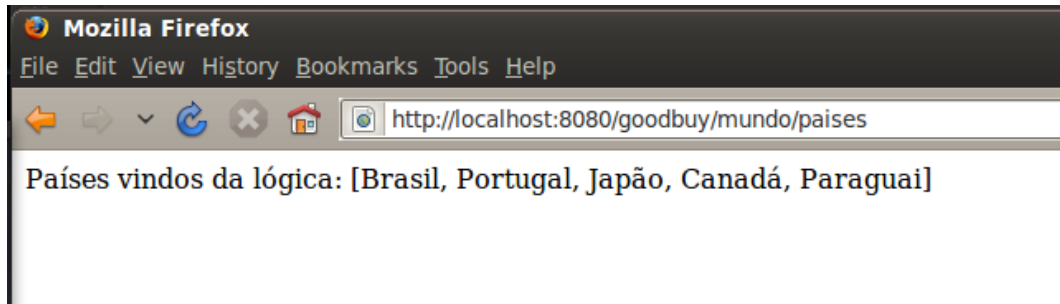 Mozilla Firefox
File Edit View History Bookmarks Tools Help
http://localhost:8080/goodbuy/mundo/paises
Países vindos da lógica: [Brasil, Portugal, Japão, Canadá, Paraguai]